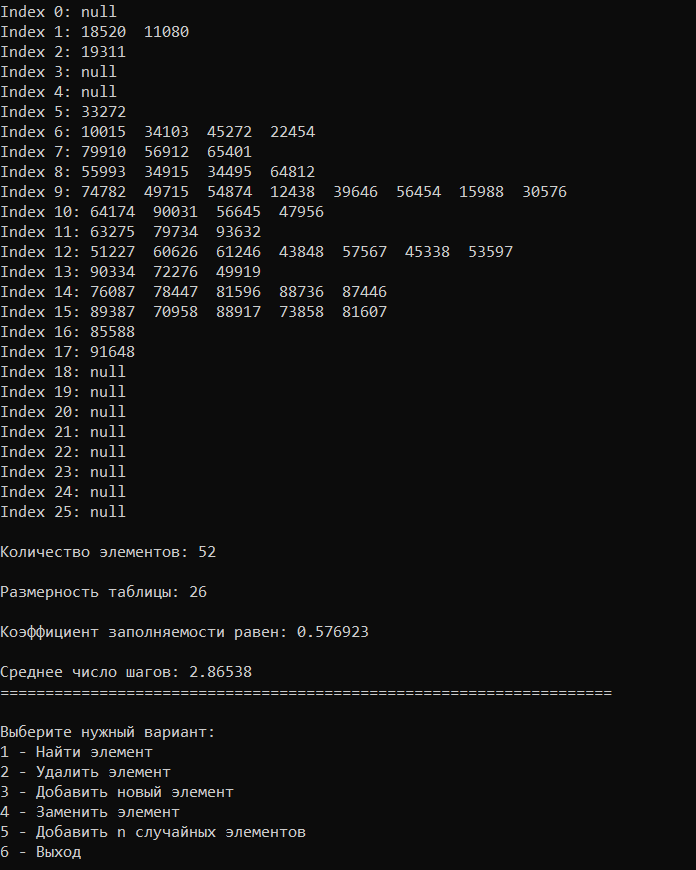 Index 0: null
Index 1: 18520  11080
Index 2: 19311
Index 3: null
Index 4: null
Index 5: 33272
Index 6: 10015  34103  45272  22454
Index 7: 79910  56912  65401
Index 8: 55993  34915  34495  64812
Index 9: 74782  49715  54874  12438  39646  56454  15988  30576
Index 10: 64174  90031  56645  47956
Index 11: 63275  79734  93632
Index 12: 51227  60626  61246  43848  57567  45338  53597
Index 13: 90334  72276  49919
Index 14: 76087  78447  81596  88736  87446
Index 15: 89387  70958  88917  73858  81607
Index 16: 85588
Index 17: 91648
Index 18: null
Index 19: null
Index 20: null
Index 21: null
Index 22: null
Index 23: null
Index 24: null
Index 25: null
Количество элементов: 52
Размерность таблицы: 26
Коэффициент заполняемости равен: 0.576923
Среднее число шагов: 2.86538
====================================================================
Выберите нужный вариант:
1 - Найти элемент
2 - Удалить элемент
3 - Добавить новый элемент
4 - Заменить элемент
5 - Добавить n случайных элементов
6 - Выход